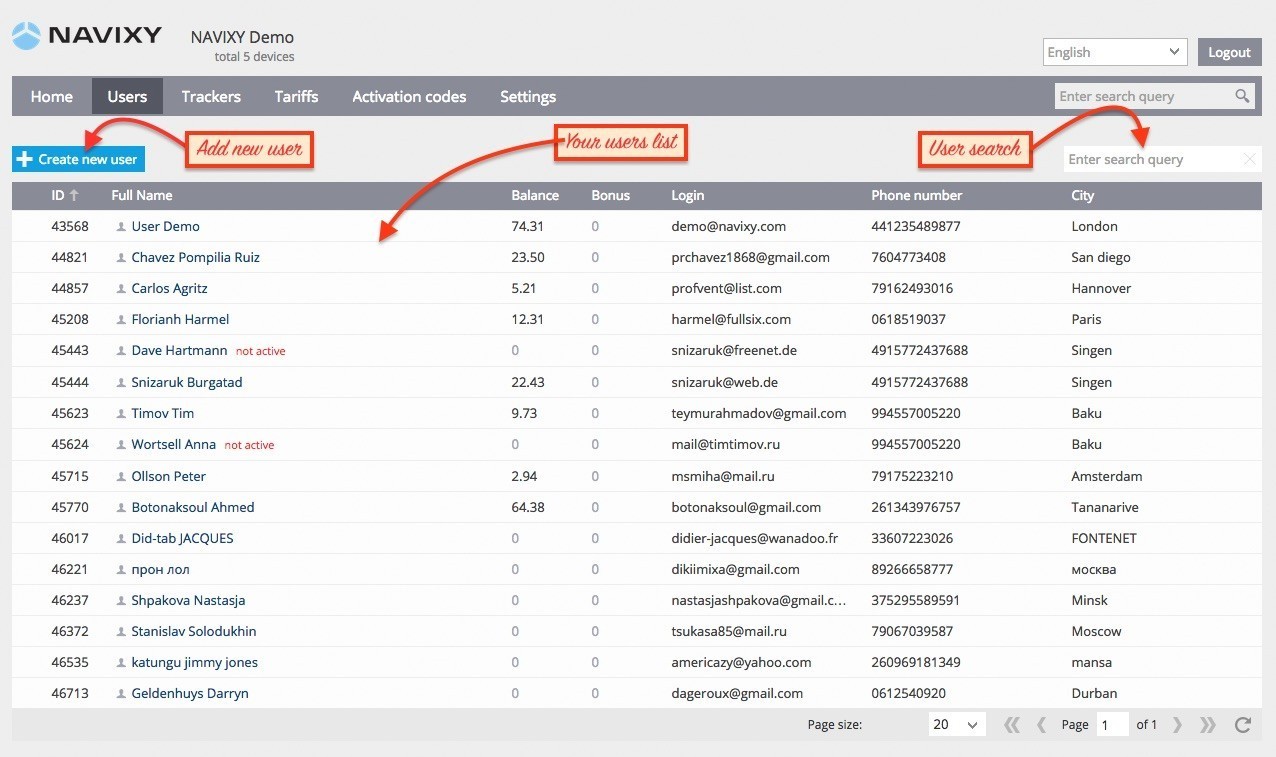 NAVIXY
NAVIXY Demo
total 5 devices
English
Logout
Home Users Trackers Tariffs Activation codes Settings
Enter search query
Create new user
Add new user
Your users list
User search
Enter search query
ID Full Name Balance Bonus Login Phone number City
43568 User Demo 74.31 0 demo@navixy.com 441235489877 London
44821 Chavez Pompilia Ruiz 23.50 0 prchavez1868@gmail.com 7604773408 San diego
44857 Carlos Agritz 5.21 0 profvent@list.com 79162493016 Hannover
45208 Florianh Harmel 12.31 0 harmel@fullsix.com 0618519037 Paris
45443 Dave Hartmann not active 0 0 snizaruk@freenet.de 4915772437688 Singen
45444 Snizaruk Burgatad 22.43 0 snizaruk@web.de 4915772437688 Singen
45623 Timov Tim 9.73 0 teymurahmadov@gmail.com 994557005220 Baku
45624 Wortsell Anna not active 0 0 mail@timtimov.ru 994557005220 Baku
45715 Ollson Peter 2.94 0 msmiha@mail.ru 79175223210 Amsterdam
45770 Botonaksoul Ahmed 64.38 0 botonaksoul@gmail.com 261343976757 Tananarive
46017 Did-tab JACQUES 0 0 didier-jacques@wanadoo.fr 33607223026 FONTENET
46221 прон лол 0 0 dikiimixa@gmail.com 89266658777 москва
46237 Shpakova Nastasja 0 0 nastasjashpakova@gmail.c... 375295589591 Minsk
46372 Stanislav Solodukhin 0 0 tsukasa85@mail.ru 79067039587 Moscow
46535 katungu jimmy jones 0 0 americazy@yahoo.com 260969181349 mansa
46713 Geldenhuys Darryn 0 0 dageroux@gmail.com 0612540920 Durban
Page size: 20 Page 1 of 1